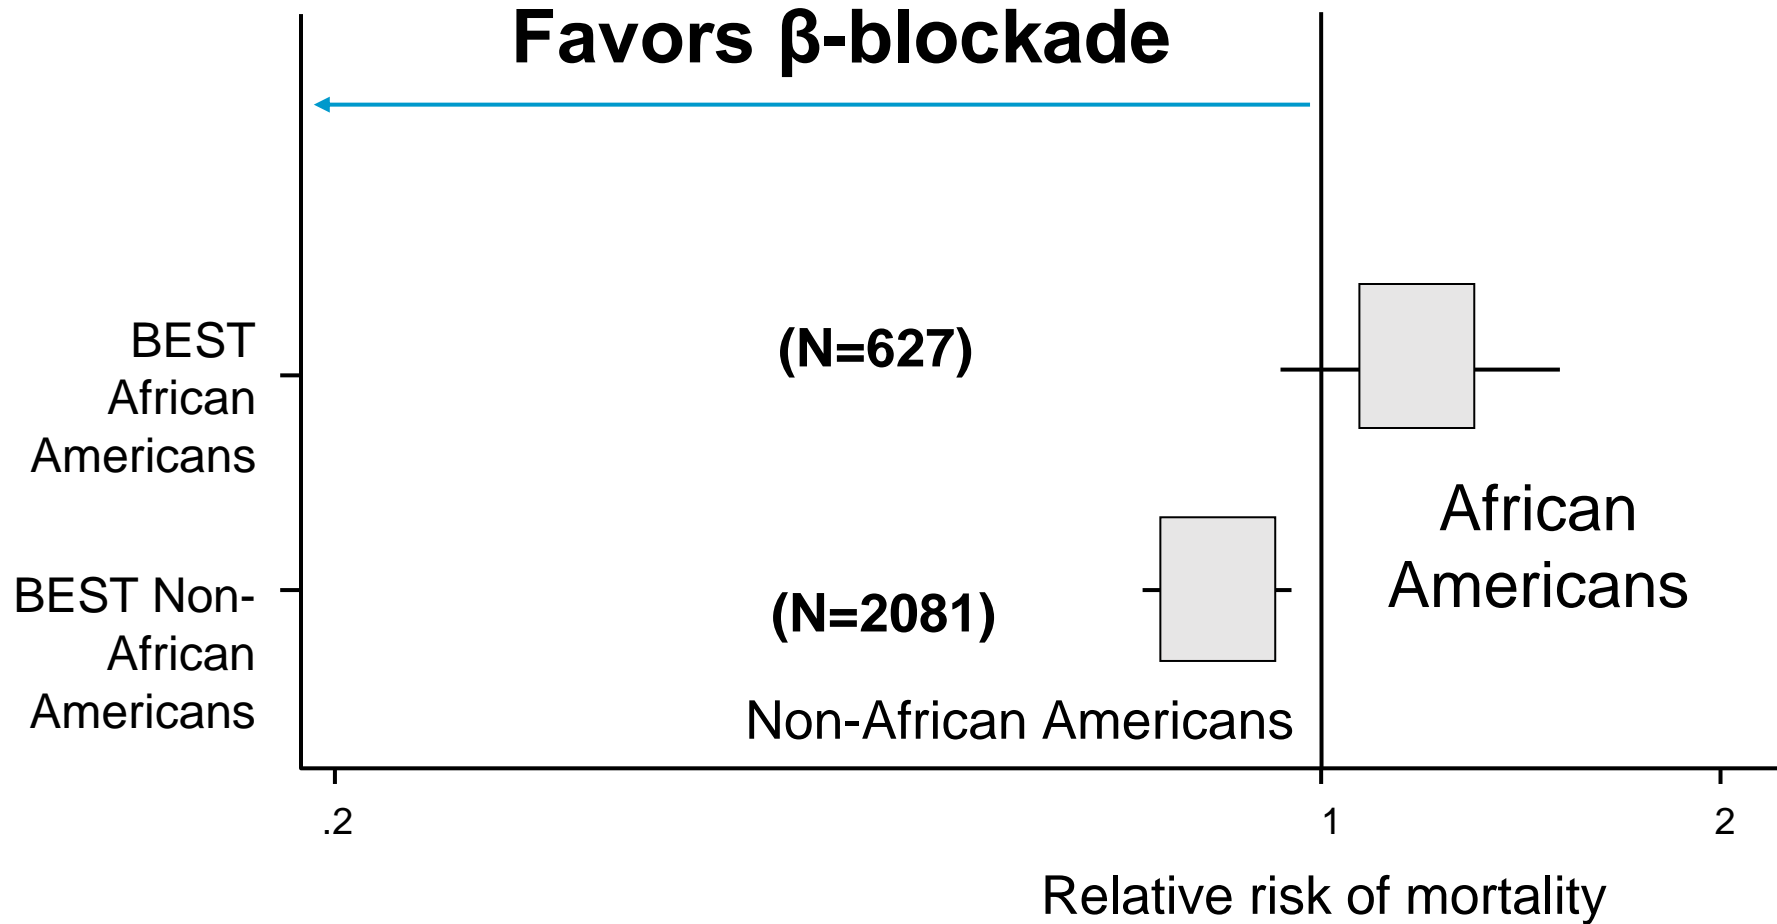 Favors β-blockade
BEST
African
Americans
(N=627)
African
Americans
BEST Non-
African
Americans
(N=2081)
Non-African Americans
.2
1
2
Relative risk of mortality